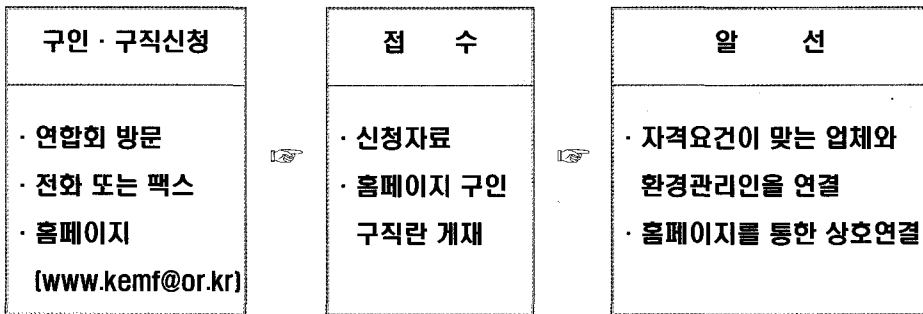 구인 · 구직신청
· 연합회 방문
· 전화 또는 팩스
· 홈페이지
(www.kemf@or.kr)
☞
접 수
· 신청자료
· 홈페이지 구인
구직란 게재
☞
알 선
· 자격요건이 맞는 업체와
환경관리인을 연결
· 홈페이지를 통한 상호연결